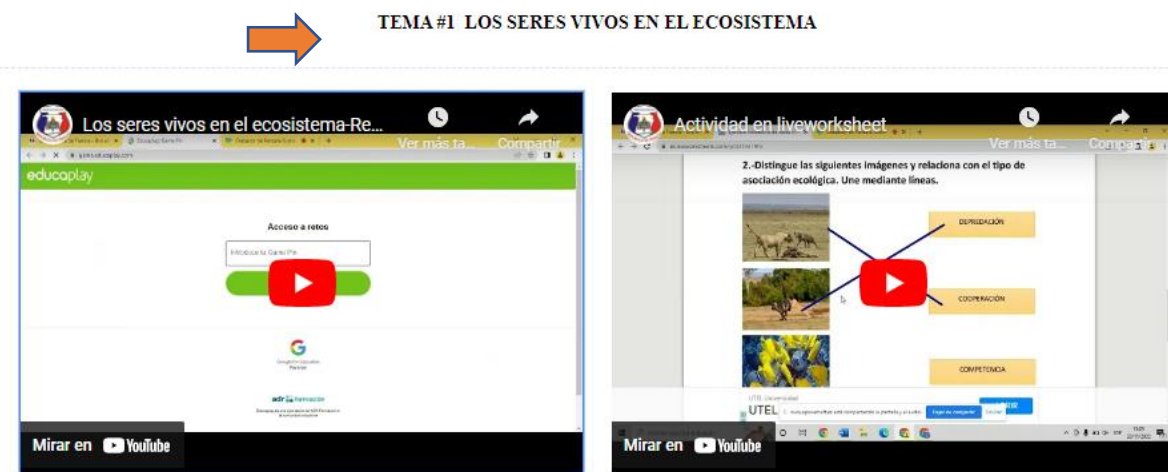 TEMA #1 LOS SERES VIVOS EN EL ECOSISTEMA
Los seres vivos en el ecosistema-Re...
Ver más ta...
Compartir
educaplay
Acceso a retos
Mirar en YouTube
Actividad en liveworksheet
Ver más ta...
2.-Distingue las siguientes imágenes y relaciona con el tipo de
asociación ecológica. Une mediante líneas.
DEPREDACIÓN
COOPERACIÓN
COMPETENCIA
UTEL Universidad
UTEL
Mirar en YouTube